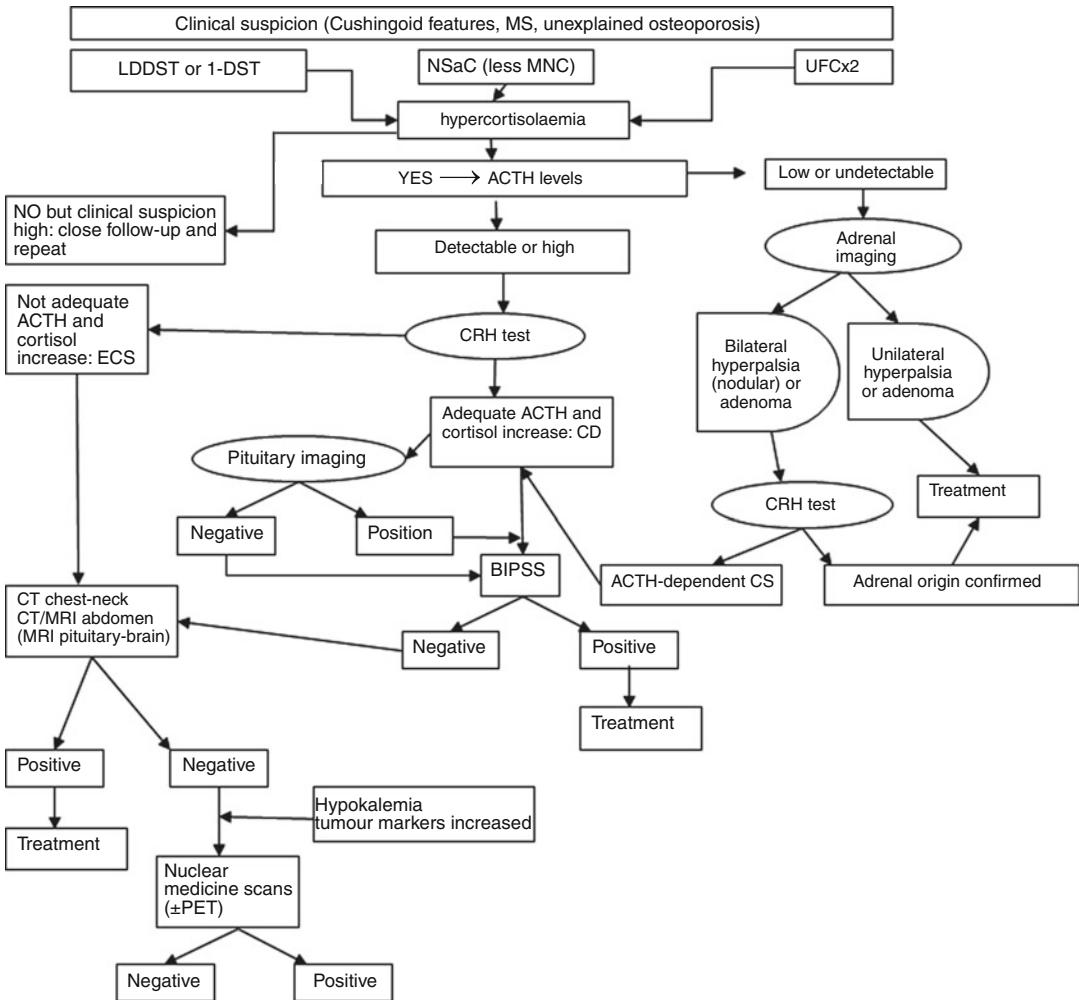 Clinical suspicion (Cushingoid features, MS, unexplained osteoporosis)
LDDST or 1-DST
NSaC (less MNC)
UFCx2
hypercortisolaemia
YES → ACTH levels
Low or undetectable
NO but clinical suspicion
high: close follow-up and
repeat
Detectable or high
Adrenal
imaging
Not adequate
ACTH and
cortisol
increase: ECS
CRH test
Bilateral
hyperpalsia
(nodular) or
adenoma
Unilateral
hyperpalsia
or adenoma
Adequate ACTH and
cortisol increase: CD
Pituitary imaging
CRH test
Treatment
Negative
Position
BIPSS
ACTH-dependent CS
Adrenal origin confirmed
CT chest-neck
CT/MRI abdomen
(MRI pituitary-brain)
Negative
Positive
Treatment
Positive
Negative
Hypokalemia
tumour markers increased
Treatment
Nuclear
medicine scans
(±PET)
Negative
Positive